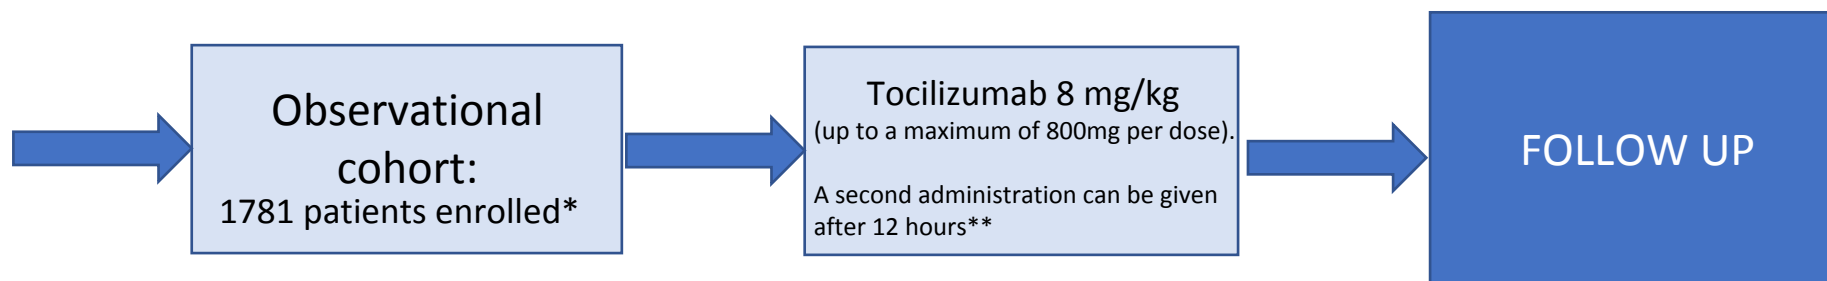 Observational
cohort:
1781 patients enrolled*
Tocilizumab 8 mg/kg
(up to a maximum of 800mg per dose).
A second administration can be given
after 12 hours**
FOLLOW UP